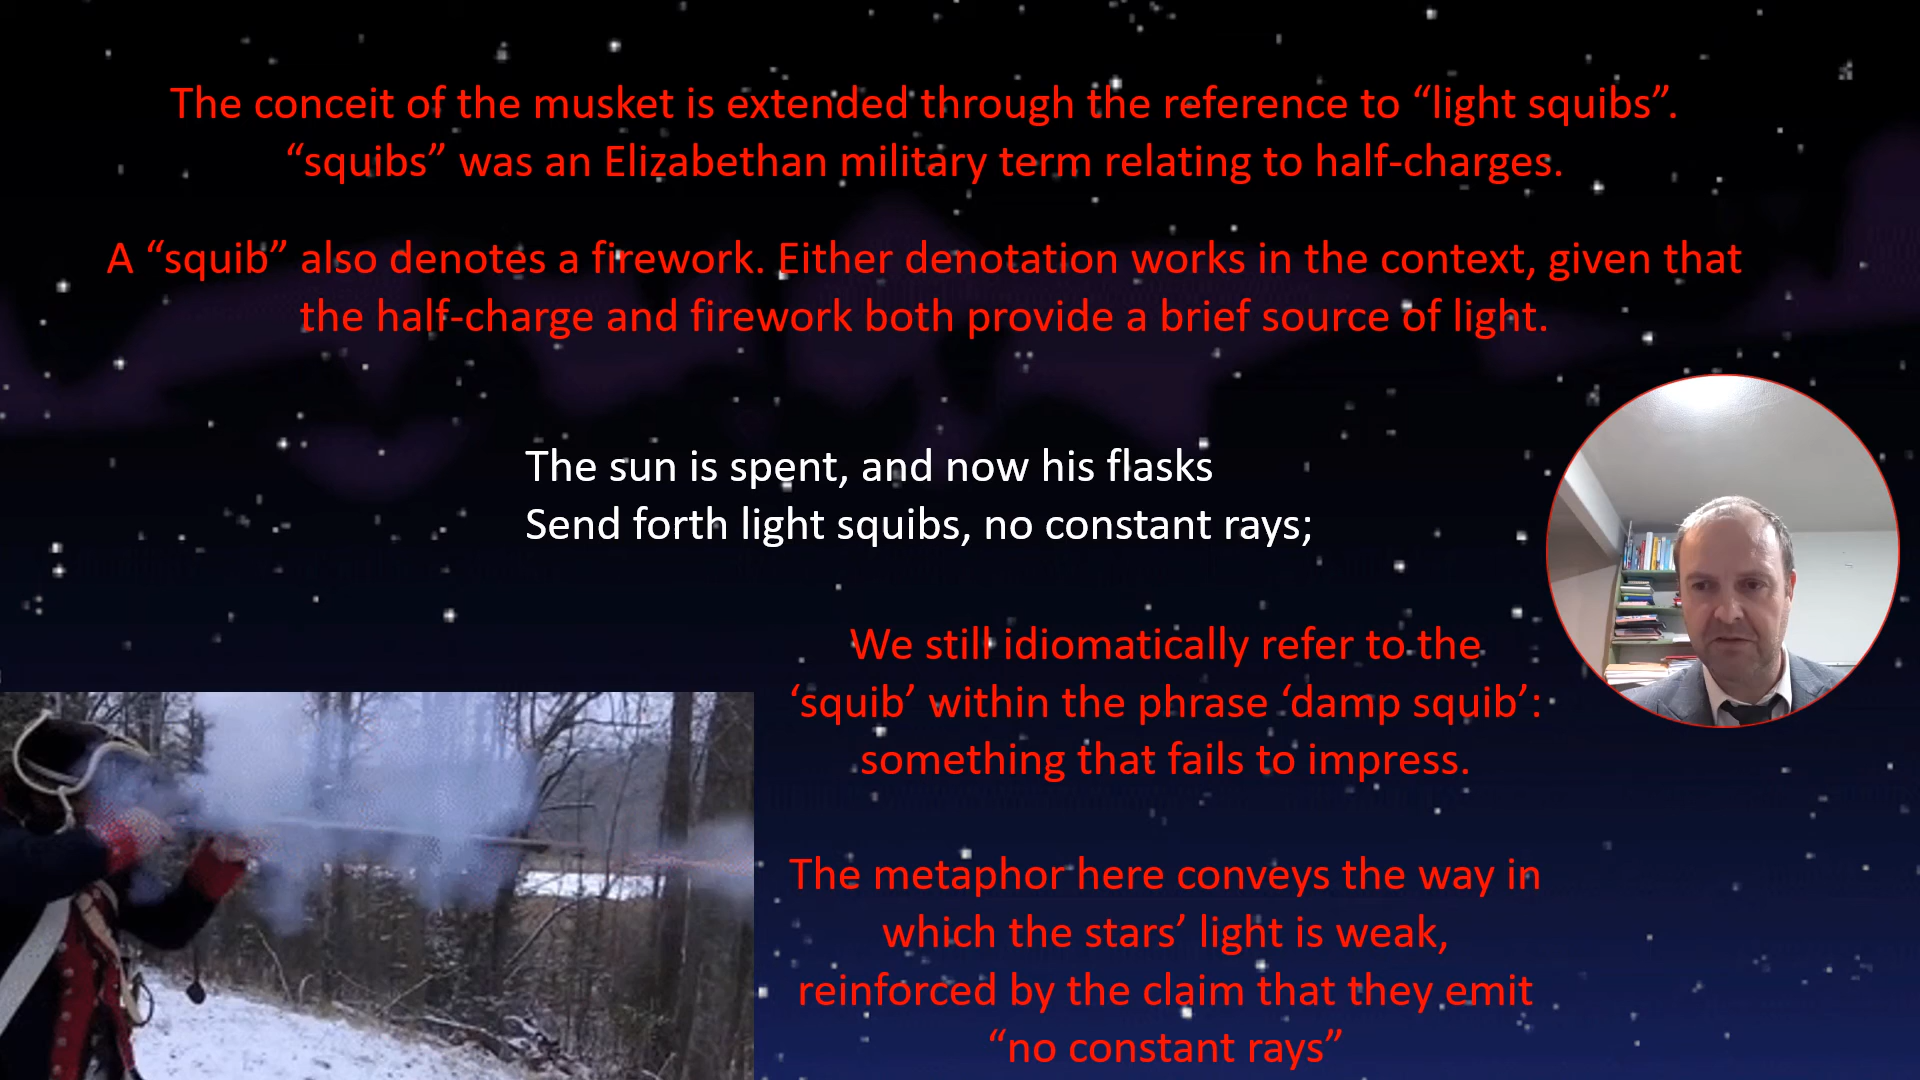 The conceit of the musket is extended through the reference to “light squibs”.
“squibs” was an Elizabethan military term relating to half-charges.
A “squib” also denotes a firework. Either denotation works in the context, given that
the half-charge and firework both provide a brief source of light.
The sun is spent, and now his flasks
Send forth light squibs, no constant rays;
We still idiomatically refer to the
‘squib’ within the phrase ‘damp squib’:
something that fails to impress.
The metaphor here conveys the way in
which the stars’ light is weak,
reinforced by the claim that they emit
“no constant rays”